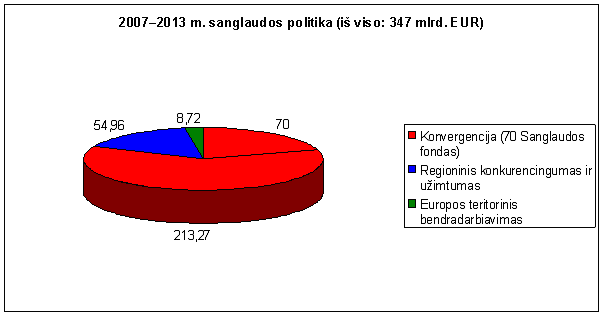 2007–2013 m. sanglaudos politika (iš viso: 347 mlrd. EUR)
8,72
70
54,96
213,27
Konvergencija (70 Sanglaudos
fondas)
Regioninis konkurencingumas ir
užimtumas
Europos teritorinis
bendradarbiavimas